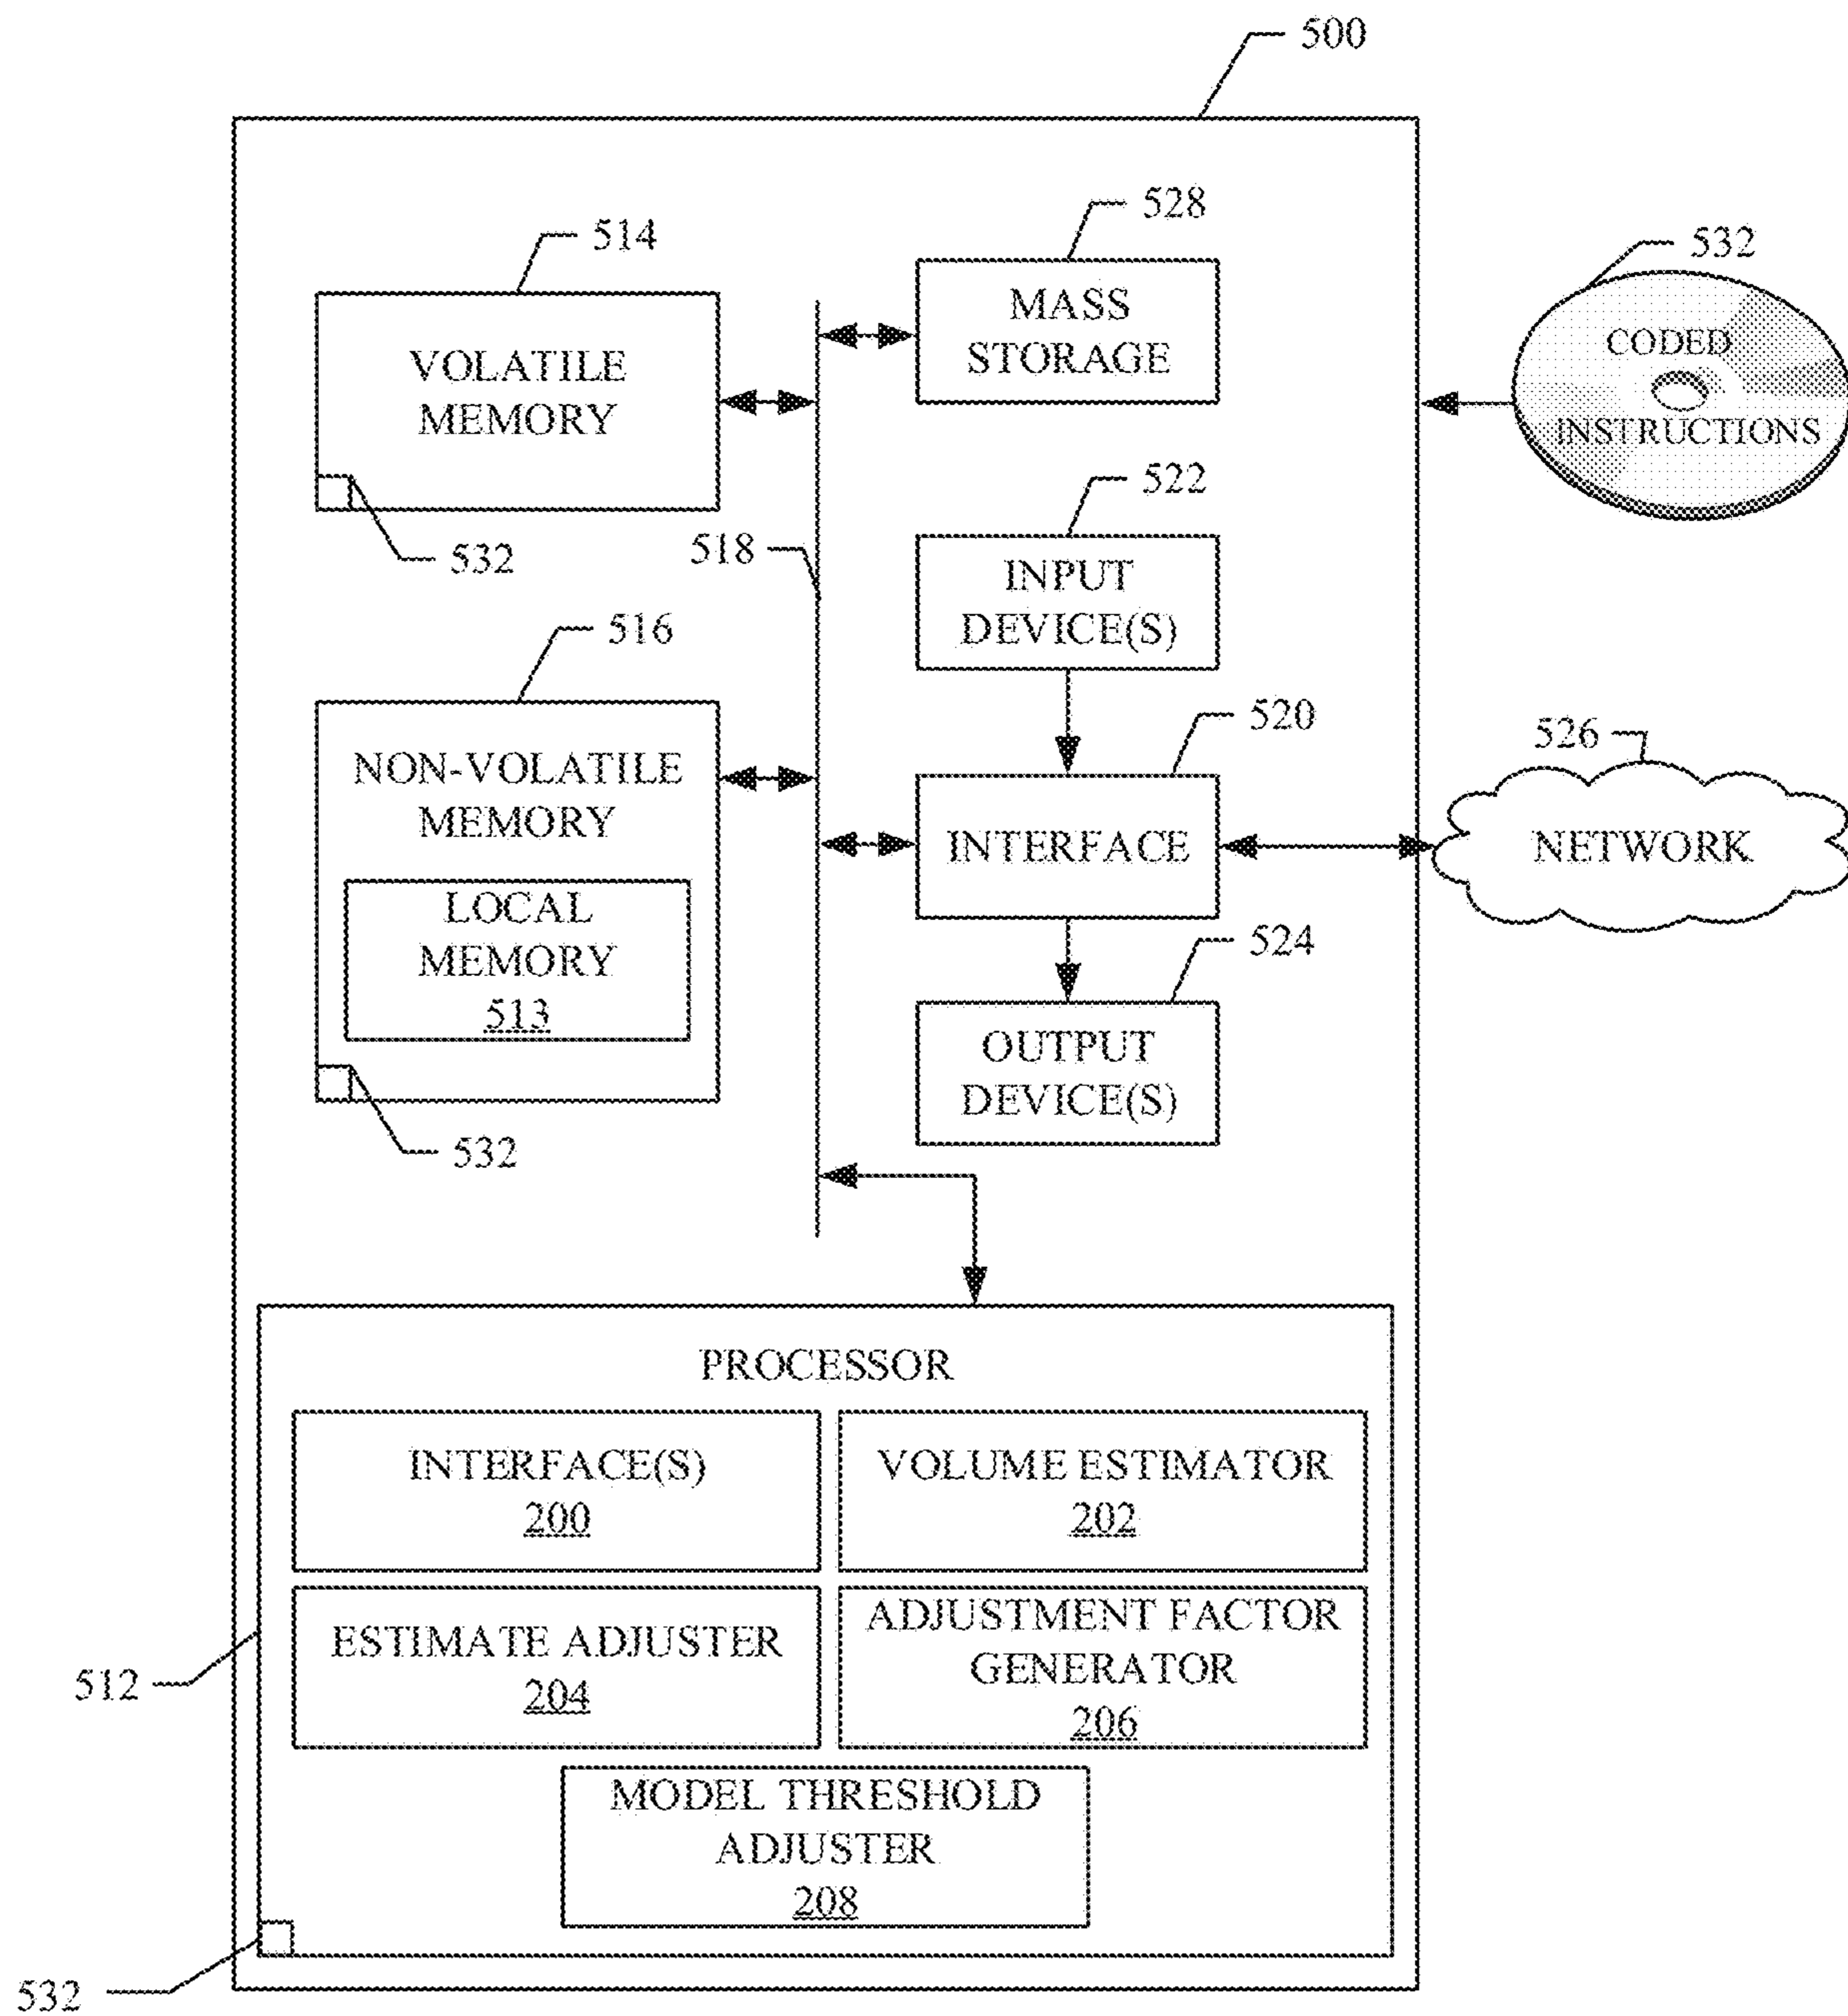 500
528
514
MASS
STORAGE
532
VOLATILE
MEMORY
CODED
INSTRUCTIONS
532
518
522
INPUT
DEVICE(S)
516
520
526
NON-VOLATILE
MEMORY
INTERFACE
NETWORK
LOCAL
MEMORY
513
524
OUTPUT
DEVICE(S)
532
PROCESSOR
INTERFACE(S)
200
VOLUME ESTIMATOR
202
ESTIMATE ADJUSTER
204
ADJUSTMENT FACTOR
GENERATOR
206
512
MODEL THRESHOLD
ADJUSTER
208
532